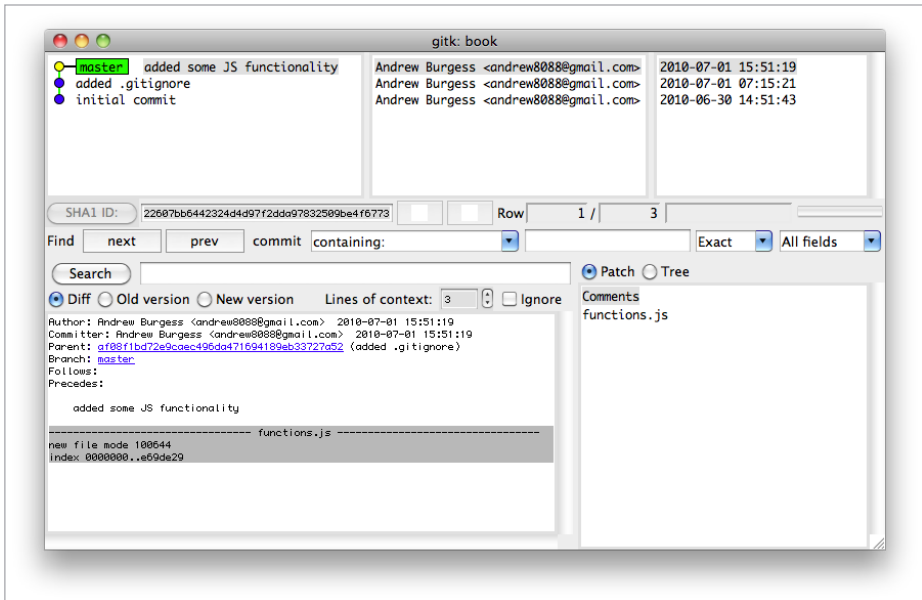 gitk: book
master added some JS functionality Andrew Burgess <andrew8088@gmail.com> 2010-07-01 15:51:19
added .gitignore Andrew Burgess <andrew8088@gmail.com> 2010-07-01 07:15:21
initial commit Andrew Burgess <andrew8088@gmail.com> 2010-06-30 14:51:43
SHA1 ID: 22607bb6442324d4d97f2dda97832509be4f6773 Row 1 / 3
Find next prev commit containing: Exact All fields
Search Patch Tree
Diff Old version New version Lines of context: 3 Ignore
Comments
functions.js
Author: Andrew Burgess <andrew8088@gmail.com> 2010-07-01 15:51:19
Committer: Andrew Burgess <andrew8088@gmail.com> 2010-07-01 15:51:19
Parent: af08f1bd72e9caec496da471694189eb33727a52 (added .gitignore)
Branch: master
Follows:
Precedes:
added some JS functionality
-------------------------------- functions.js --------------------------------
new file mode 100644
index 0000000..e69de29